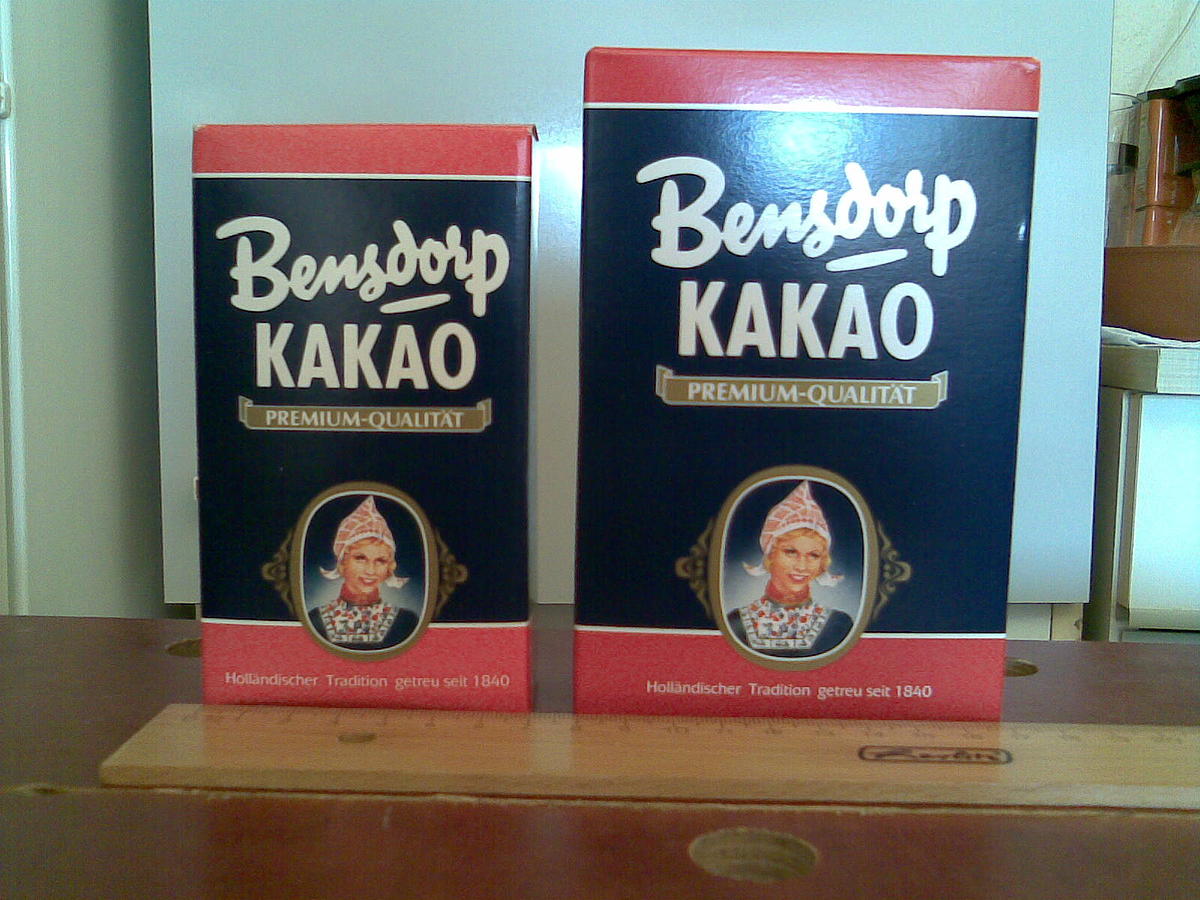 Bensdorp
KAKAO
PREMIUM-QUALITÄT
Holländischer Tradition getreu seit 1840
Bensdorp
KAKAO
PREMIUM-QUALITÄT
Holländischer Tradition getreu seit 1840